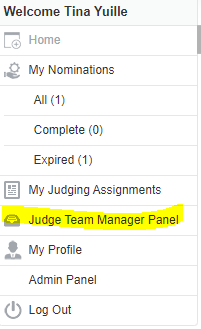 Welcome Tina Yuille
Home
My Nominations
All (1)
Complete (0)
Expired (1)
My Judging Assignments
Judge Team Manager Panel
My Profile
Admin Panel
Log Out